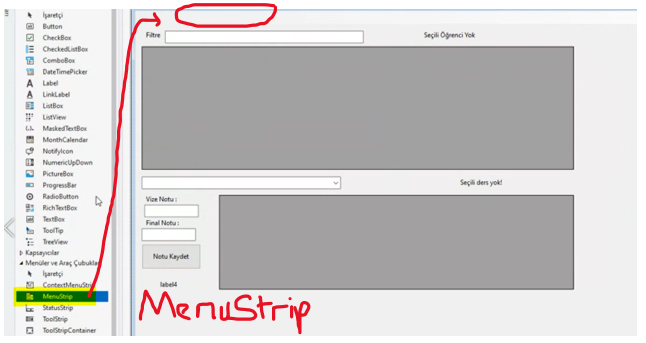 İşaretçi
Button
CheckBox
CheckedListBox
ComboBox
DateTimePicker
Label
LinkLabel
ListBox
ListView
MaskedTextBox
MonthCalendar
NotifyIcon
NumericUpDown
PictureBox
ProgressBar
RadioButton
RichTextBox
TextBox
ToolTip
TreeView
Kapsayıcılar
Menüler ve Araç Çubukları
İşaretçi
ContextMenuStrip
MenuStrip
StatusStrip
ToolStrip
ToolStripContainer
Filtre
Seçili Öğrenci Yok
Seçili ders yok!
Vize Notu :
Final Notu :
Notu Kaydet
label4
MenuStrip